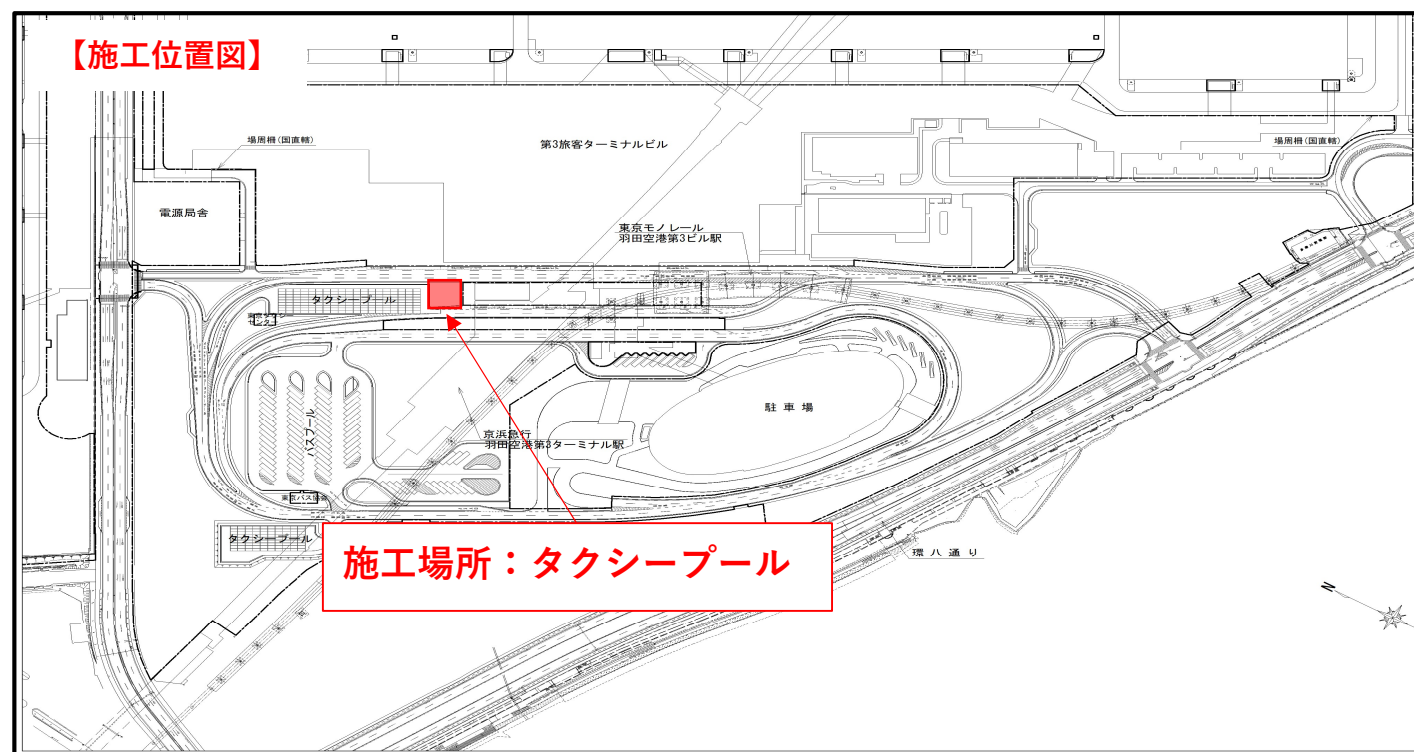 【施工位置図】
場周柵(国直轄)
第3旅客ターミナルビル
場周柵(国直轄)
電源局舎
東京モノレール
羽田空港第3ビル駅
タクシープール
駐車場
バスプール
京浜急行
羽田空港第3ターミナル駅
東京バス協会
タクシープール
施工場所：タクシープール
環八通り
N